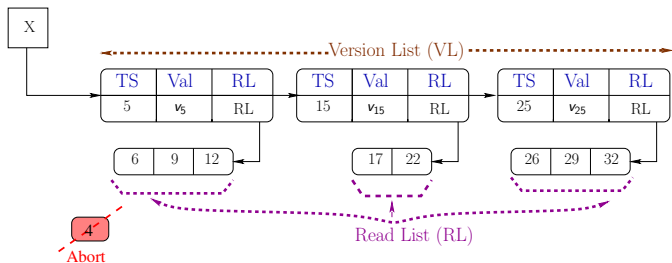 X
Version List (VL)
TS Val RL
5 v5 RL
TS Val RL
15 v15 RL
TS Val RL
25 v25 RL
6 9 12
17 22
26 29 32
4
Abort
Read List (RL)